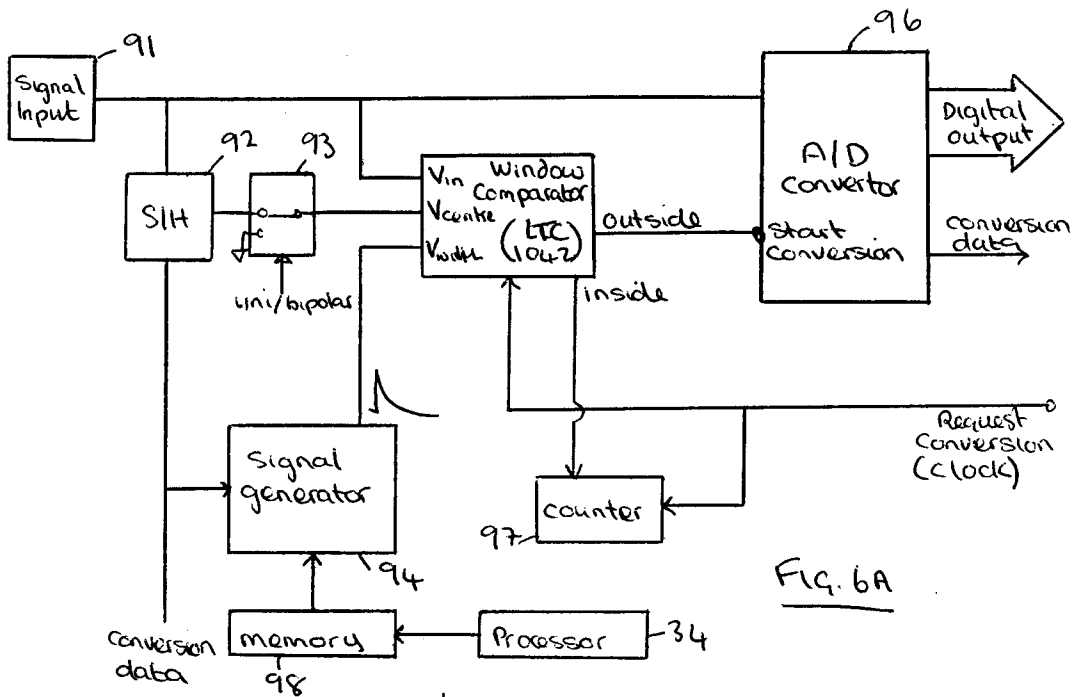 91
Signal
Input
92
S/H
93
uni/bipolar
Vin
Vcentre
Vwidth
Window
Comparator
(LTC
1042)
outside
inside
96
A/D
Convertor
Start
Conversion
Digital
output
conversion
data
Request
Conversion
(Clock)
Signal
generator
94
counter
97
memory
98
Processor
34
conversion
data
FIG. 6A